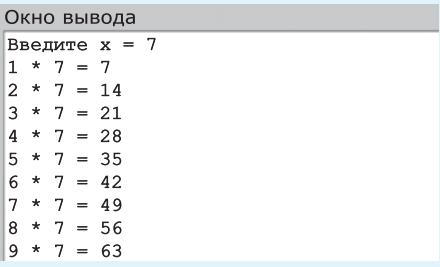 Окно вывода
Введите x = 7
1 * 7 = 7
2 * 7 = 14
3 * 7 = 21
4 * 7 = 28
5 * 7 = 35
6 * 7 = 42
7 * 7 = 49
8 * 7 = 56
9 * 7 = 63